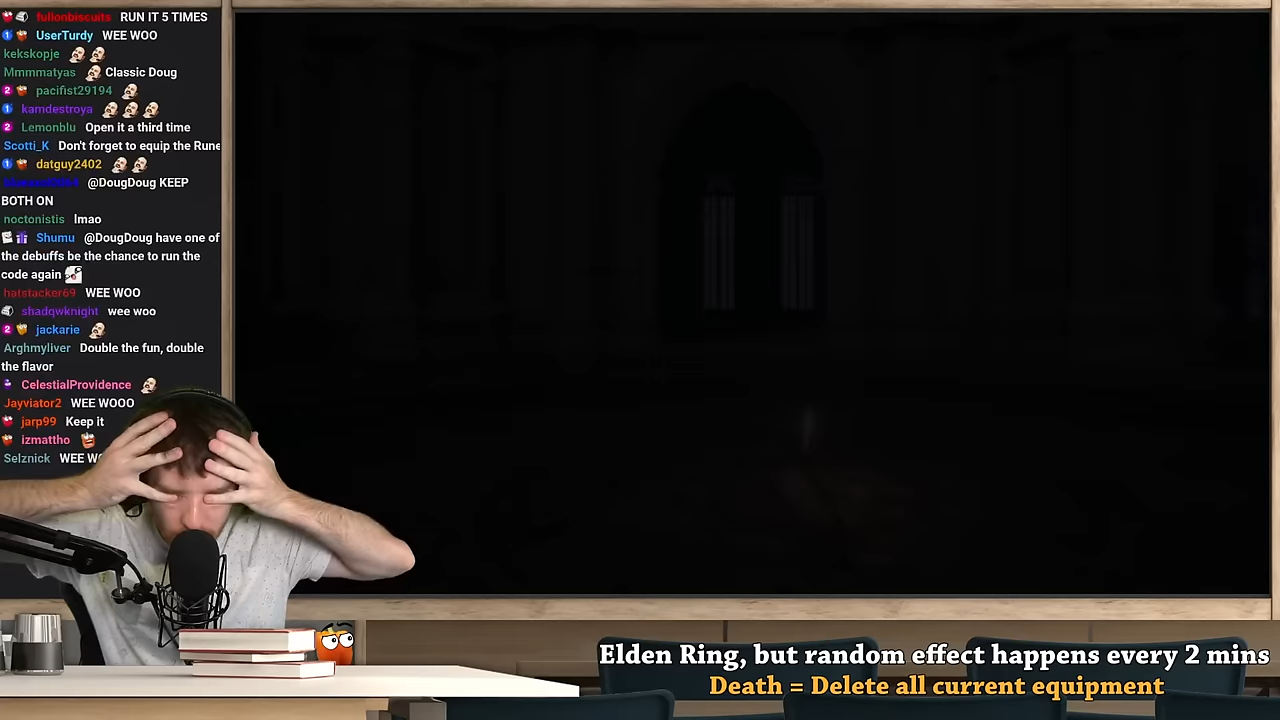 fullonbiscuits RUN IT 5 TIMES
UserTurdy WEE WOO
kekskopje
Mmmmatyas Classic Doug
pacifist29194
kamdestroya
Lemonblu Open it a third time
Scotti_K Don't forget to equip the Rune
datguy2402
@DougDoug KEEP
BOTH ON
noctonistis lmao
Shumu @DougDoug have one of
the debuffs be the chance to run the
code again
hatstacker69 WEE WOO
shadqwknight wee woo
jackarie
Arghmyliver Double the fun, double
the flavor
CelestialProvidence
Jayviator2 WEE WOOO
jarp99 Keep it
izmattho
Selznick WEE
Elden Ring, but random effect happens every 2 mins
Death = Delete all current equipment